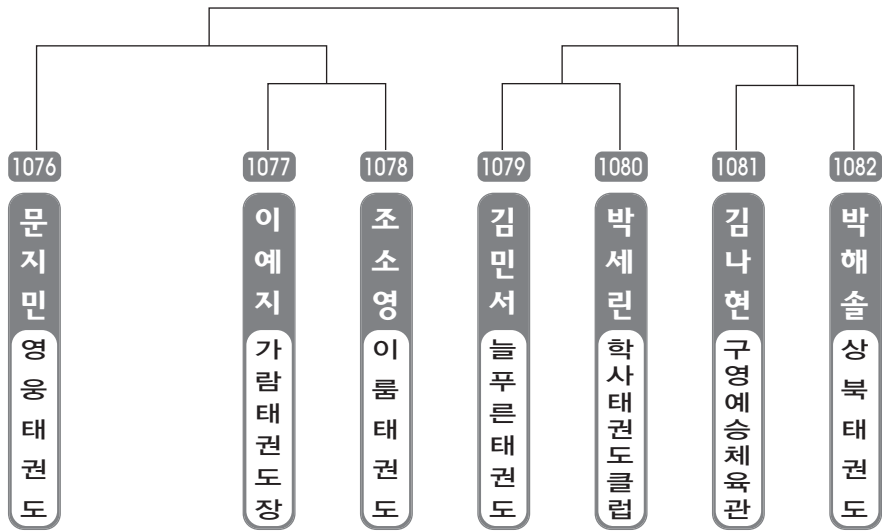 1076
1077
1078
1079
1080
1081
1082
문지민
이예지
조소영
김민서
박세린
김나현
박해솔
영웅태권도
가람태권도장
이룸태권도
늘푸른태권도
학사태권도클럽
구영예승체육관
상북태권도